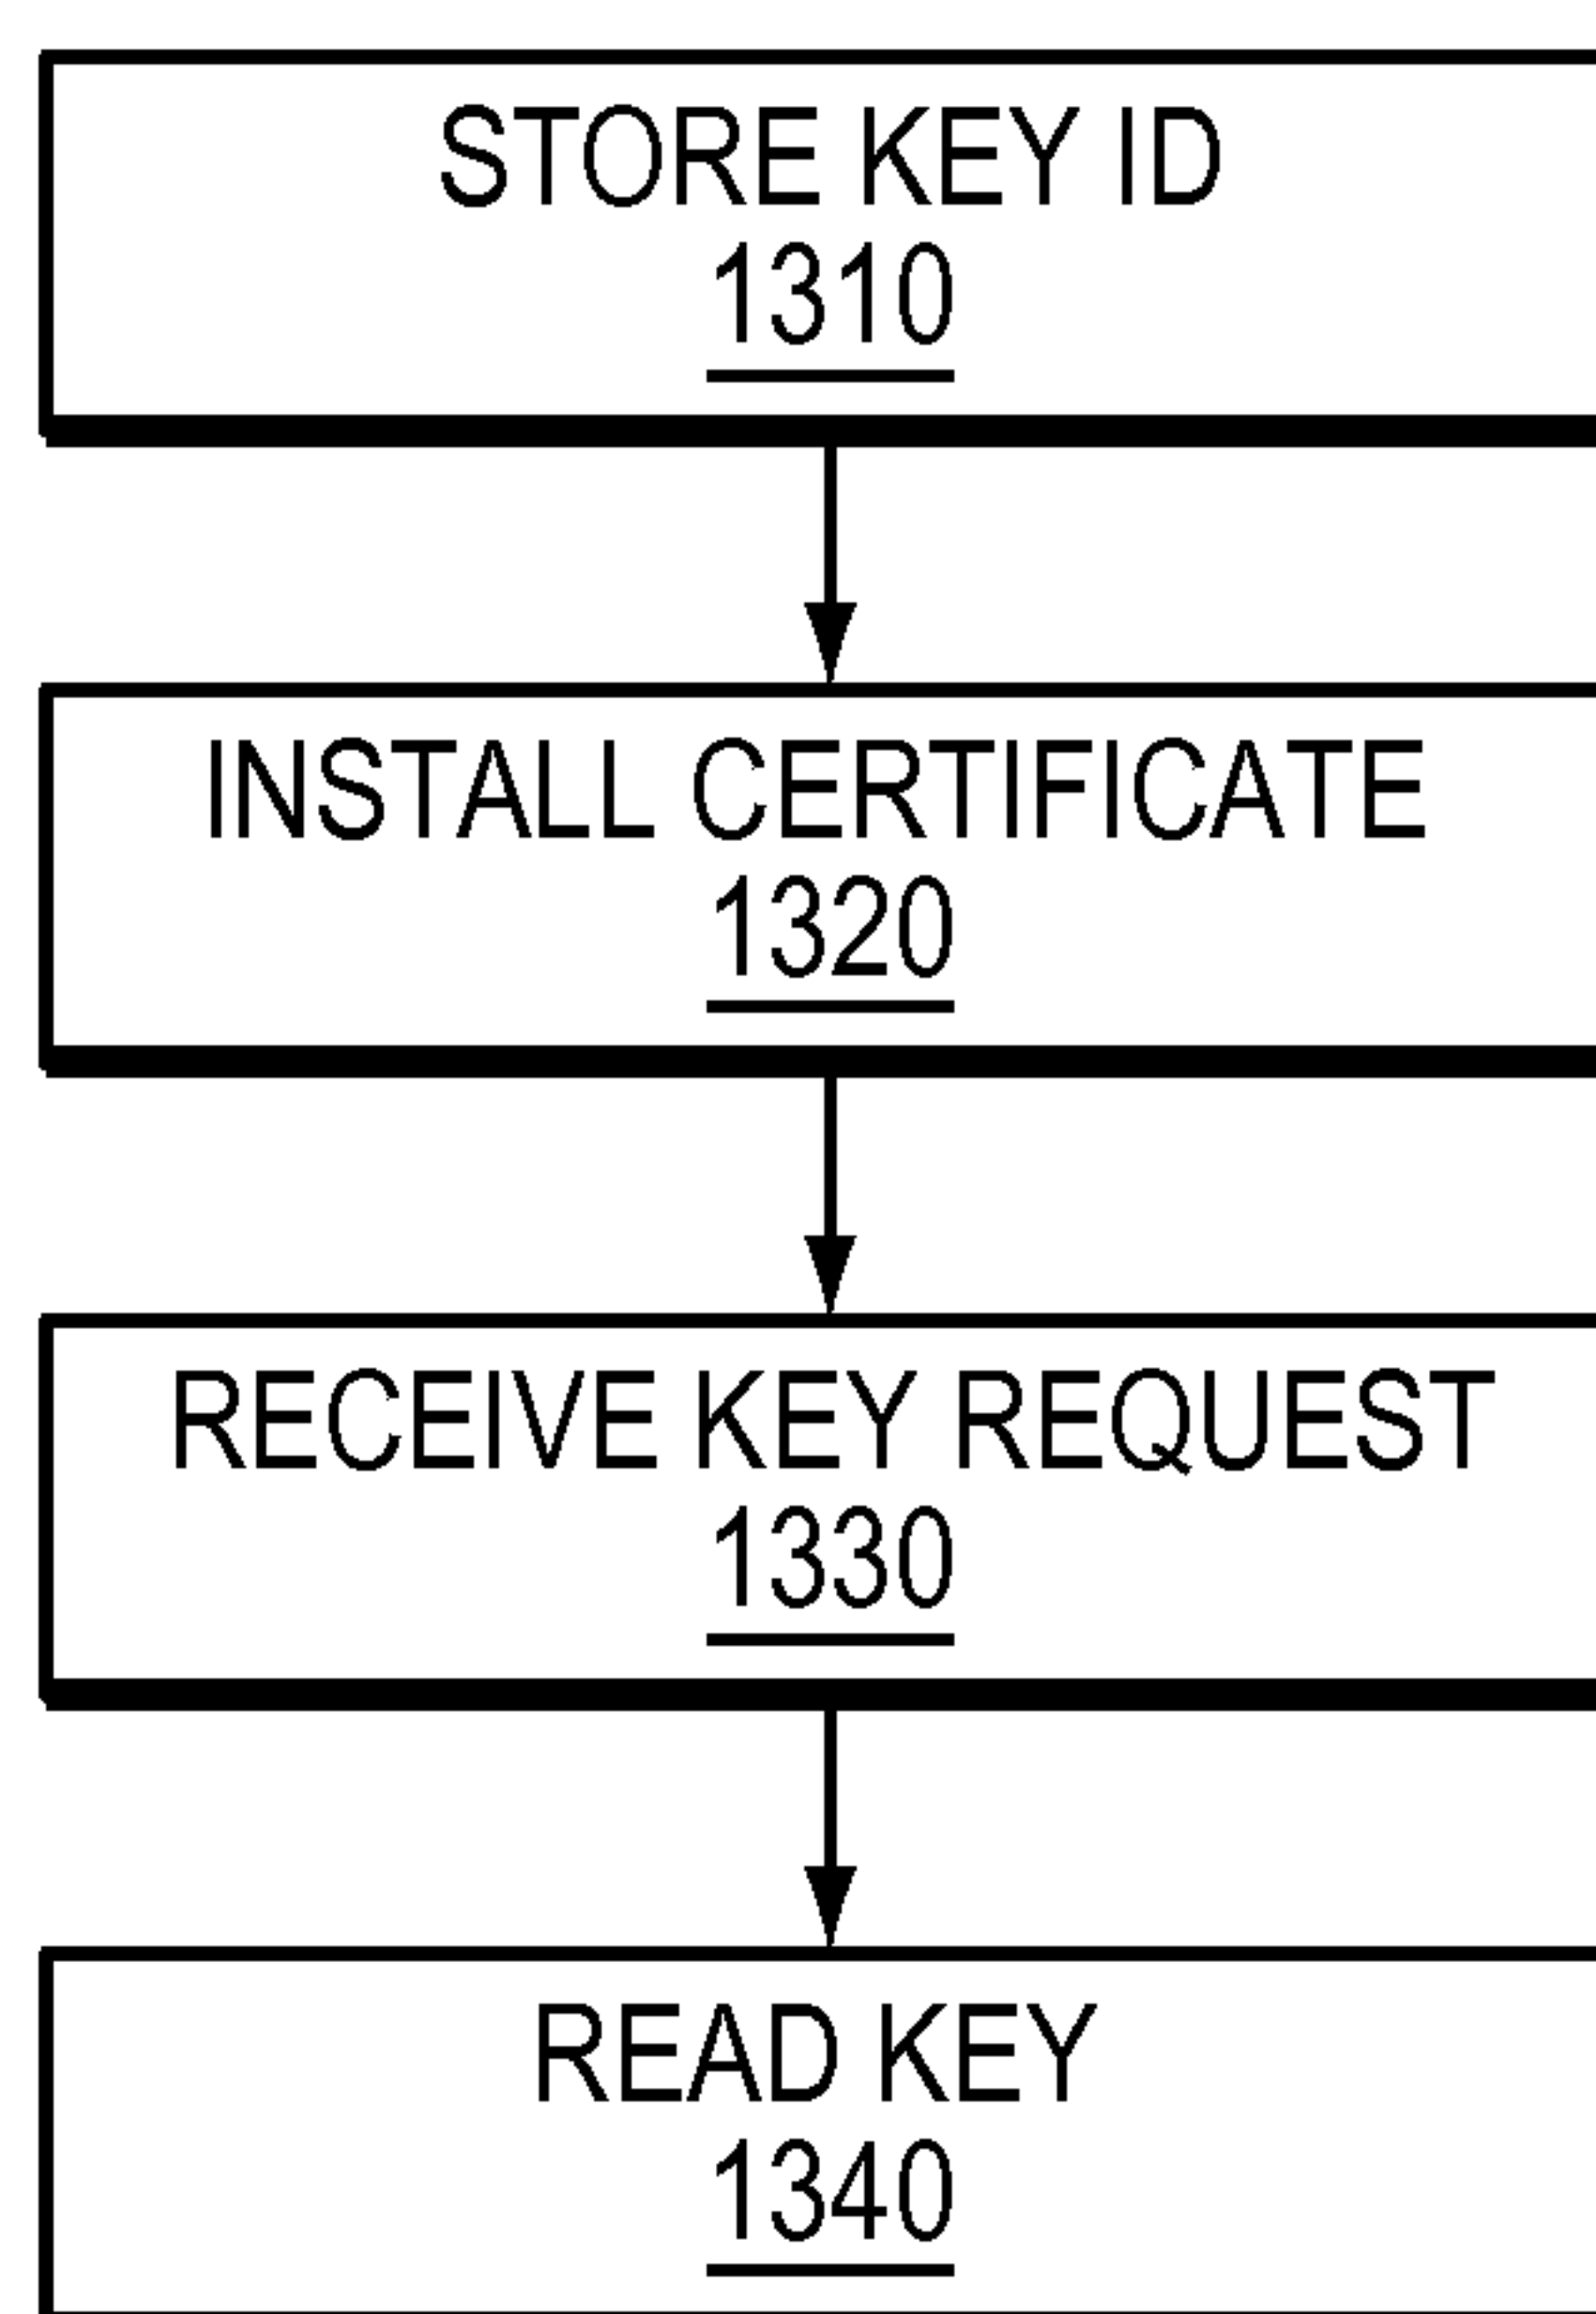 STORE KEY ID
1310
INSTALL CERTIFICATE
1320
RECEIVE KEY REQUEST
1330
READ KEY
1340